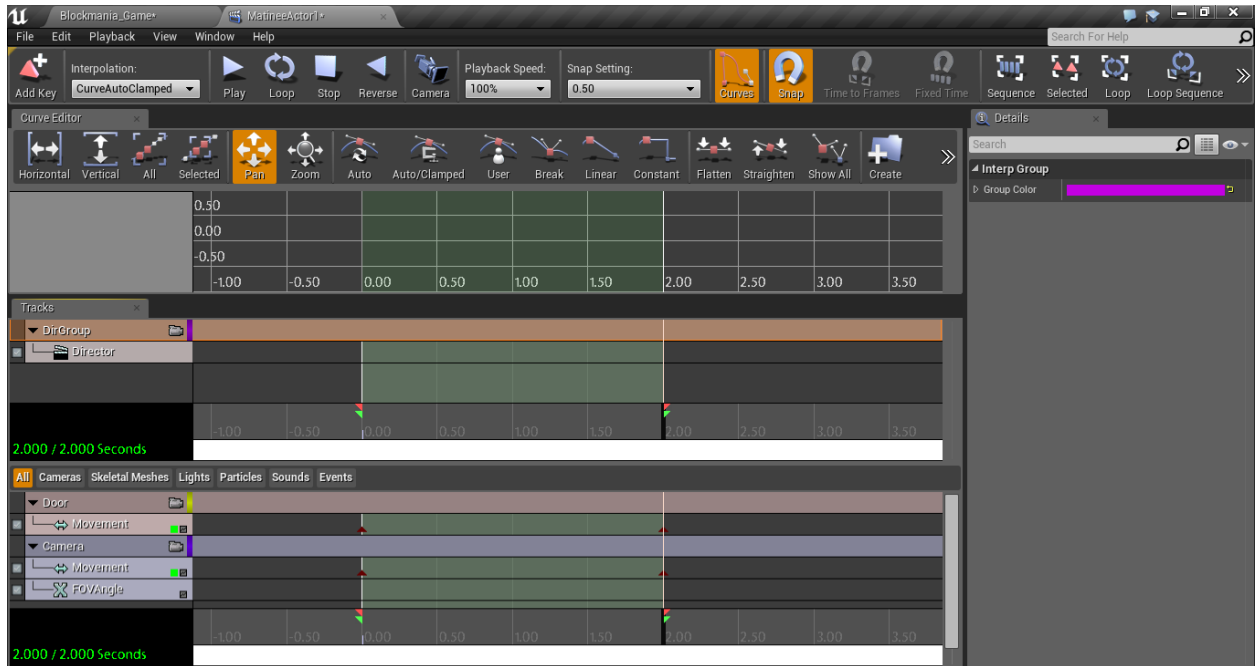 Blockmania_Game* MatineeActor1*
File Edit Playback View Window Help Search For Help
Interpolation: Playback Speed: Snap Setting:
CurveAutoClamped 100% 0.50
Add Key Play Loop Stop Reverse Camera Curves Snap Time to Frames Fixed Time Sequence Selected Loop Loop Sequence
Curve Editor Details
Search
Horizontal Vertical All Selected Pan Zoom Auto Auto/Clamped User Break Linear Constant Flatten Straighten Show All Create
Interp Group
Group Color
0.50
0.00
-0.50
-1.00 -0.50 0.00 0.50 1.00 1.50 2.00 2.50 3.00 3.50
Tracks
DirGroup
Director
-1.00 -0.50 0.00 0.50 1.00 1.50 2.00 2.50 3.00 3.50
2.000 / 2.000 Seconds
All Cameras Skeletal Meshes Lights Particles Sounds Events
Door
Movement
Camera
Movement
FOVAngle
-1.00 -0.50 0.00 0.50 1.00 1.50 2.00 2.50 3.00 3.50
2.000 / 2.000 Seconds